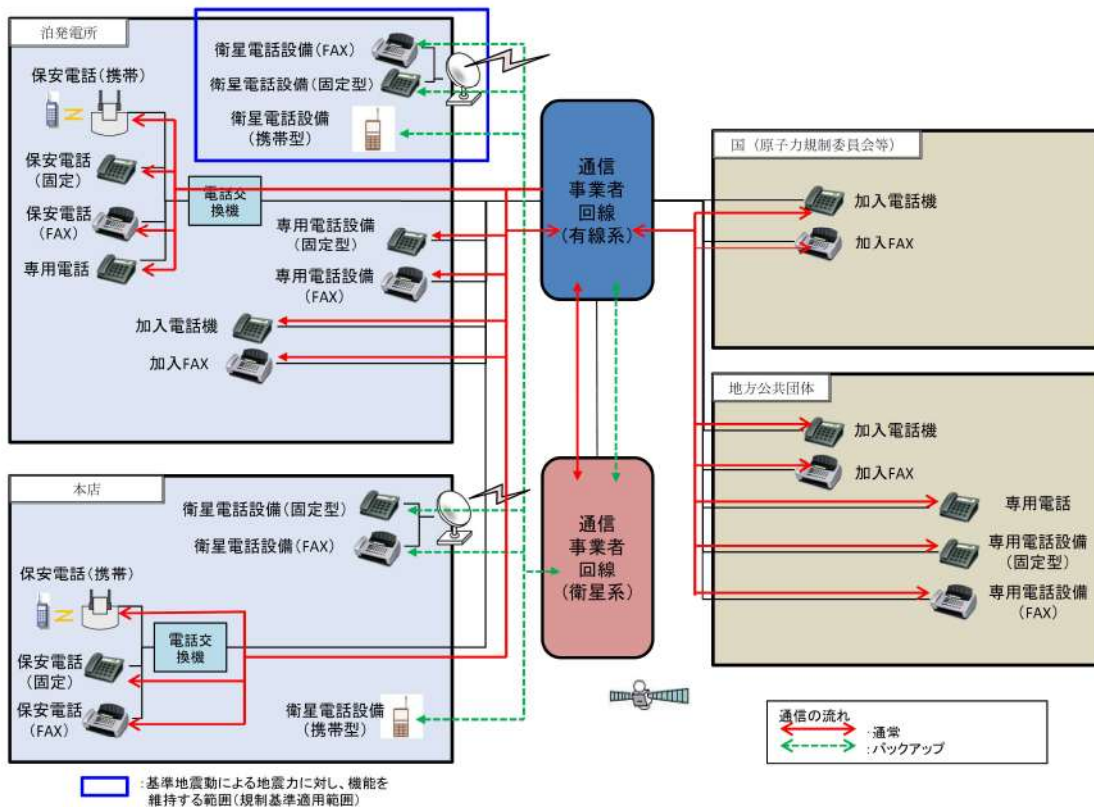 泊発電所
衛星電話設備(FAX)
衛星電話設備(固定型)
衛星電話設備
(携帯型)
保安電話(携帯)
保安電話
(固定)
保安電話
(FAX)
専用電話
電話交
換機
専用電話設備
(固定型)
専用電話設備
(FAX)
加入電話機
加入FAX
通信
事業者
回線
(有線系)
国（原子力規制委員会等）
加入電話機
加入FAX
地方公共団体
加入電話機
加入FAX
専用電話
専用電話設備
(固定型)
専用電話設備
(FAX)
本店
衛星電話設備(固定型)
衛星電話設備(FAX)
保安電話(携帯)
保安電話
(固定)
保安電話
(FAX)
電話交
換機
衛星電話設備
(携帯型)
通信
事業者
回線
(衛星系)
通信の流れ
:通常
:バックアップ
:基準地震動による地震力に対し、機能を
維持する範囲(規制基準適用範囲)